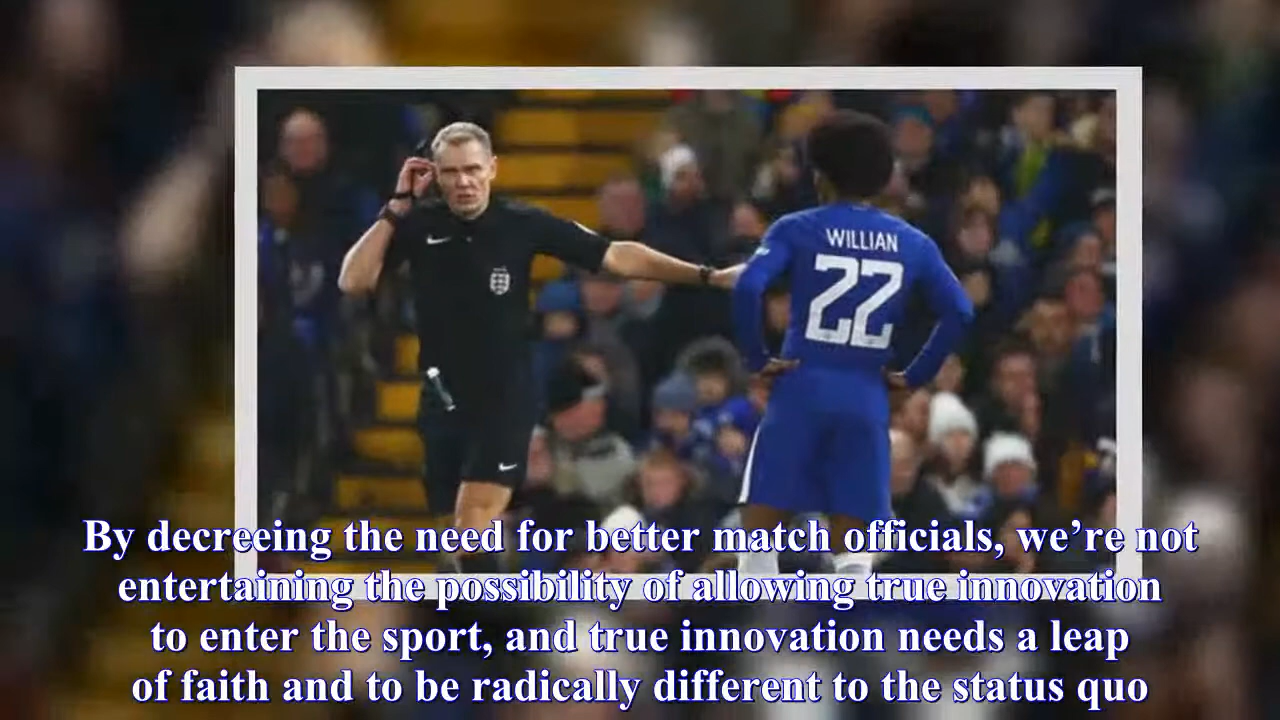 WILLIAN
22
By decreeing the need for better match officials, we’re not
entertaining the possibility of allowing true innovation
to enter the sport, and true innovation needs a leap
of faith and to be radically different to the status quo